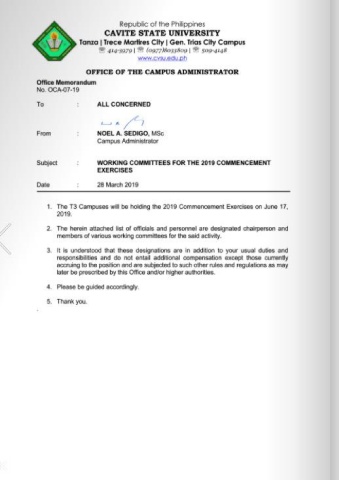 Republic of the Philippines
CAVITE STATE UNIVERSITY
Tanza | Trece Martires City | Gen. Trias City Campus
☏ 414-3979 | ☏ (0977)8033809 | ☏ 509-4148
www.cvsu.edu.ph
OFFICE OF THE CAMPUS ADMINISTRATOR
Office Memorandum
No. OCA-07-19
To : ALL CONCERNED
From : NOEL A. SEDIGO, MSc
Campus Administrator
Subject : WORKING COMMITTEES FOR THE 2019 COMMENCEMENT
EXERCISES
Date : 28 March 2019
1. The T3 Campuses will be holding the 2019 Commencement Exercises on June 17,
2019.
2. The herein attached list of officials and personnel are designated chairperson and
members of various working committees for the said activity.
3. It is understood that these designations are in addition to your usual duties and
responsibilities and do not entail additional compensation except those currently
accruing to the position and are subjected to such other rules and regulations as may
later be prescribed by this Office and/or higher authorities.
4. Please be guided accordingly.
5. Thank you.